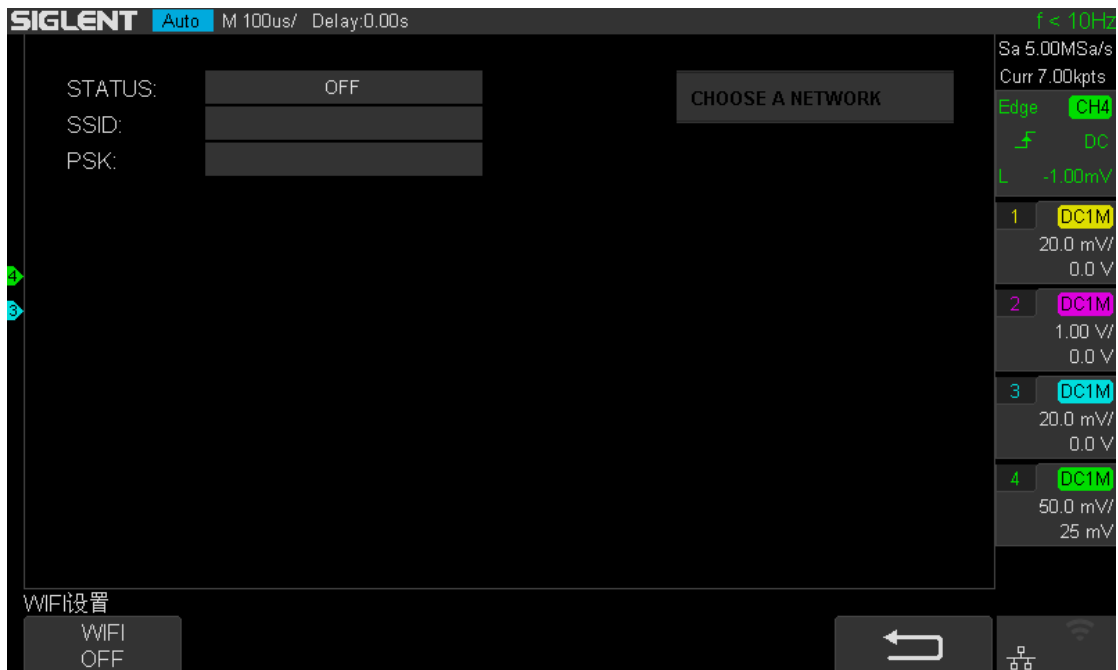 SIGLENT Auto M 100us/ Delay:0.00s f < 10Hz
Sa 5.00MSa/s
Curr 7.00kpts
STATUS: OFF
SSID:
PSK:
CHOOSE A NETWORK
Edge CH4
DC
L -1.00mV
1 DC1M
20.0 mV/
0.0 V
2 DC1M
1.00 V/
0.0 V
3 DC1M
20.0 mV/
0.0 V
4 DC1M
50.0 mV/
25 mV
4
3
WIFI设置
WIFI
OFF